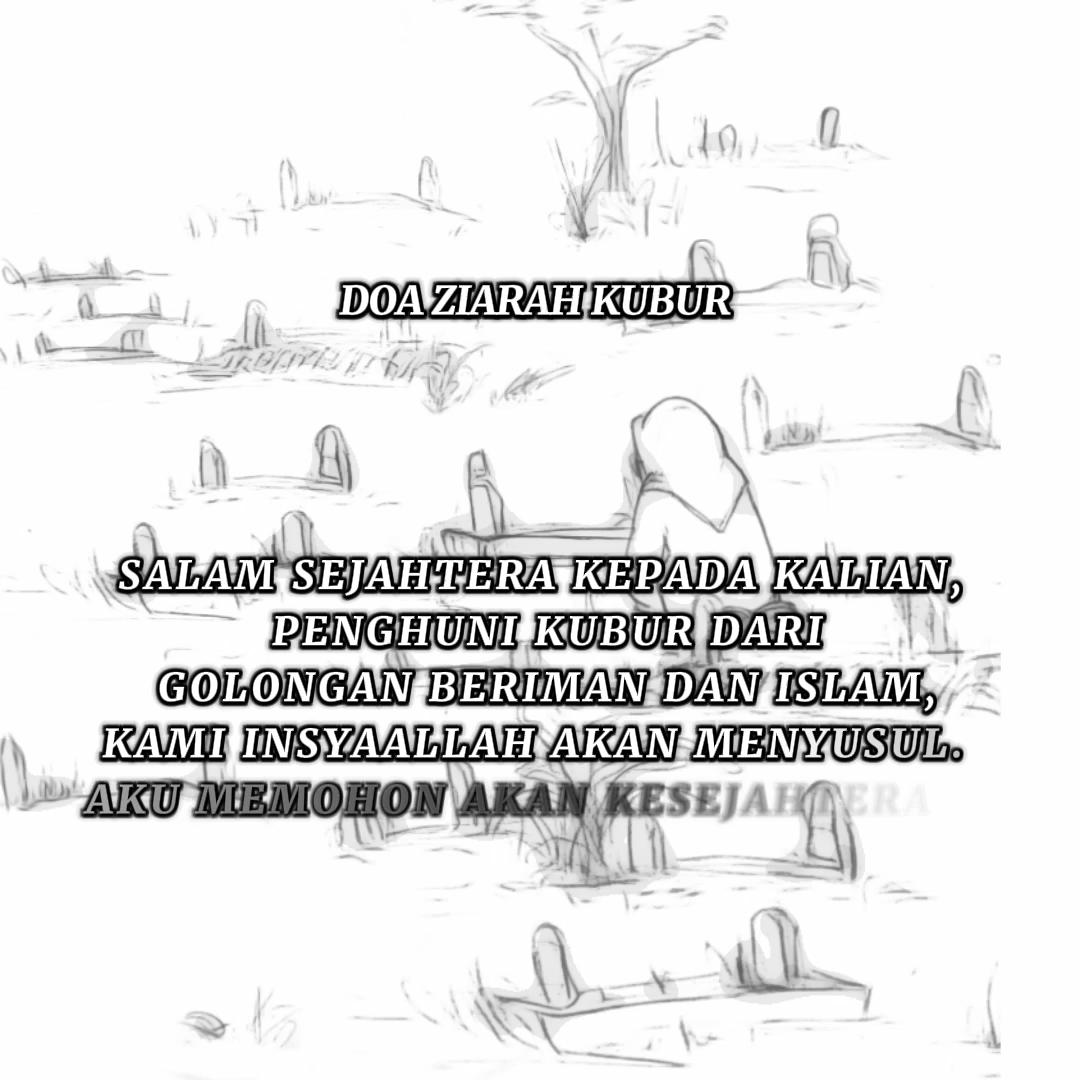 DOA ZIARAH KUBUR
SALAM SEJAHTERA KEPADA KALIAN,
PENGHUNI KUBUR DARI
GOLONGAN BERIMAN DAN ISLAM,
KAMI INSYAALLAH AKAN MENYUSUL.
AKU MEMOHON AKAN KESEJAHTERA